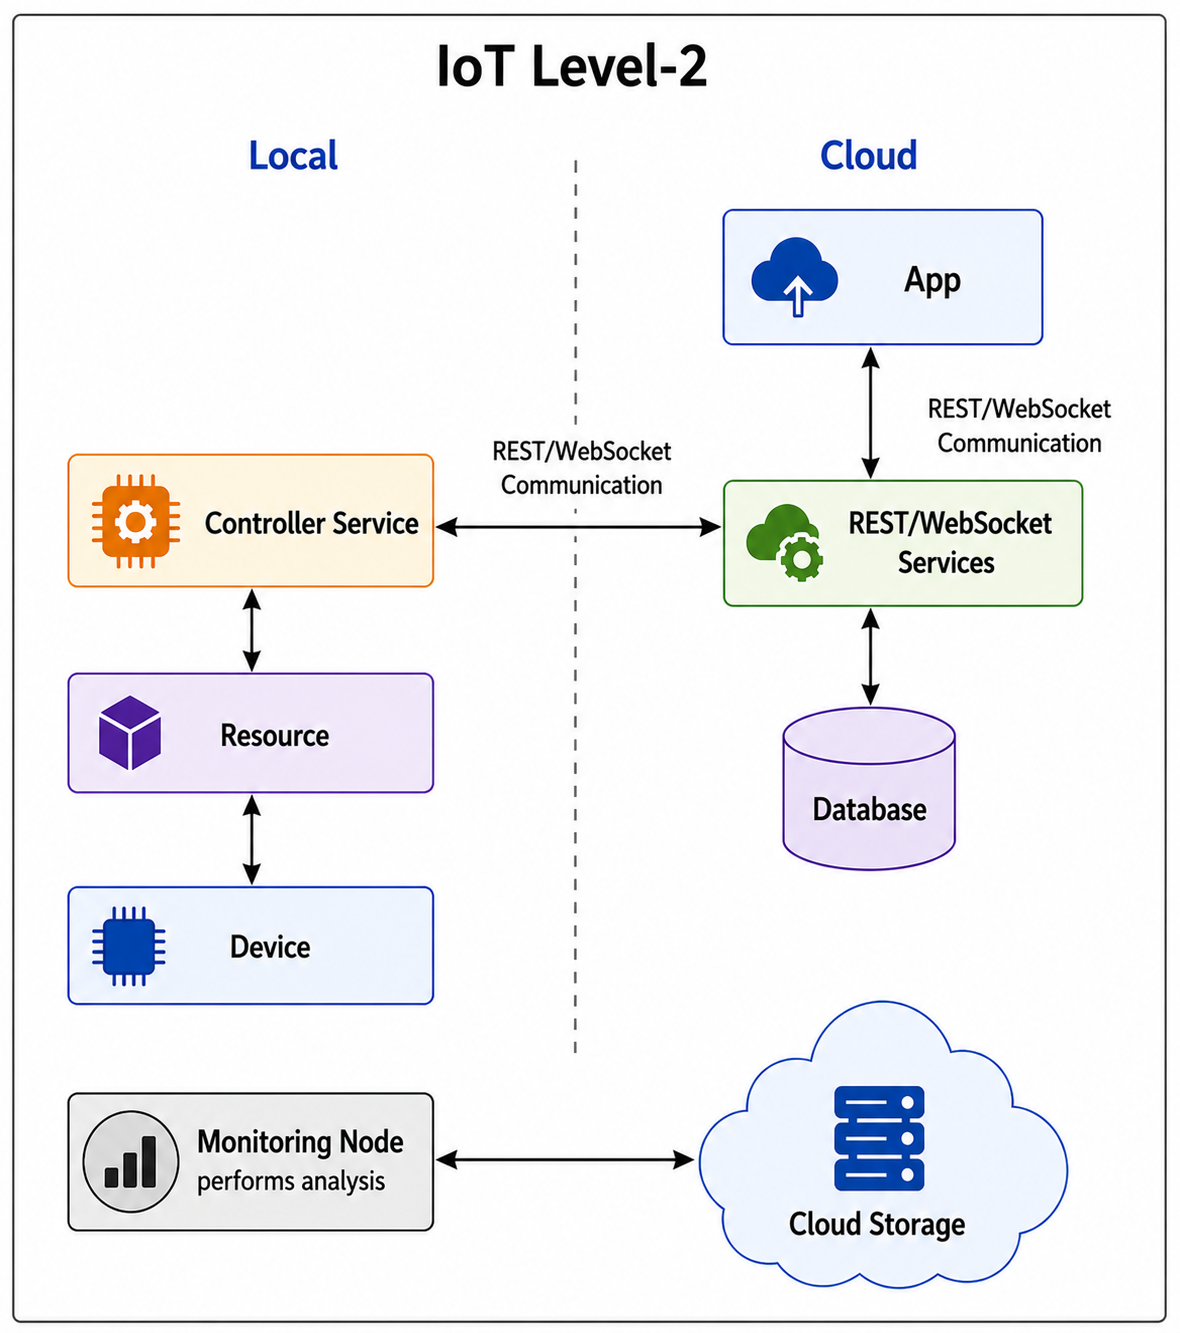 IoT Level-2
Local
Cloud
App
REST/WebSocket
Communication
REST/WebSocket
Communication
Controller Service
REST/WebSocket
Services
Resource
Database
Device
Monitoring Node
performs analysis
Cloud Storage